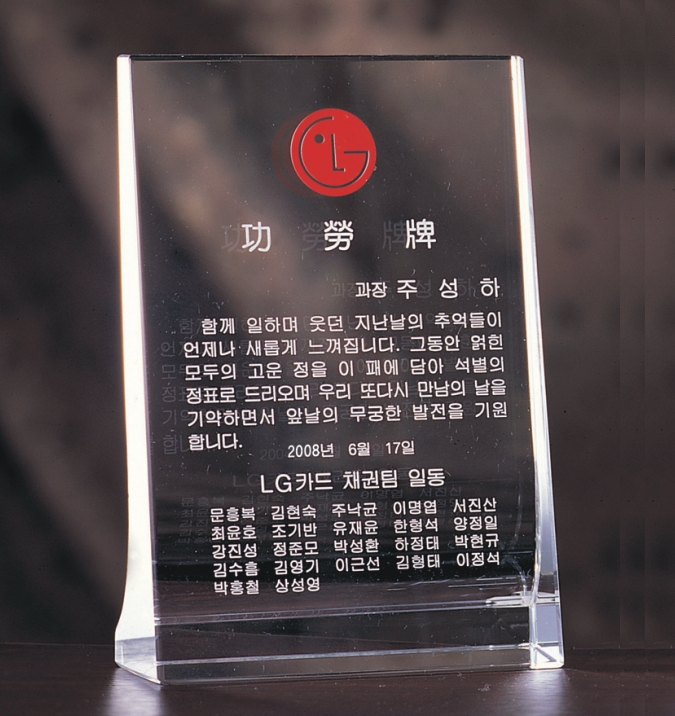 LG
功 勞 牌
과장 주 성 하
함께 일하며 웃던 지난날의 추억들이
언제나 새롭게 느껴집니다. 그동안 얽힌
모두의 고운 정을 이 패에 담아 석별의
정표로 드리오며 우리 또다시 만남의 날을
기약하면서 앞날의 무궁한 발전을 기원
합니다.
2008년 6월 17일
LG카드 채권팀 일동
문흥복 김현숙 주낙균 이명엽 서진산
최윤호 조기반 유재윤 한형석 양정일
강진성 정준모 박성환 하정태 박현규
김수흠 김영기 이근선 김형태 이정석
박홍칠 상성영